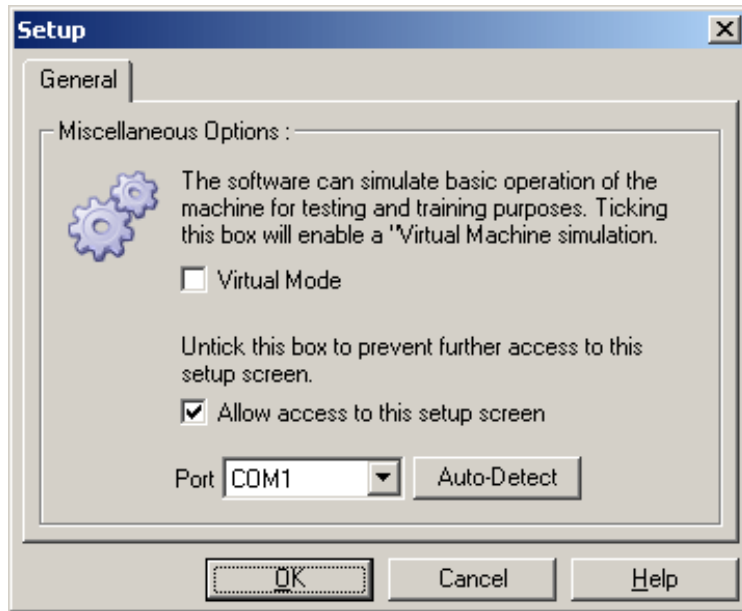 Setup
General
Miscellaneous Options :
The software can simulate basic operation of the
machine for testing and training purposes. Ticking
this box will enable a "Virtual Machine simulation.
Virtual Mode
Untick this box to prevent further access to this
setup screen.
Allow access to this setup screen
Port COM1 Auto-Detect
OK Cancel Help